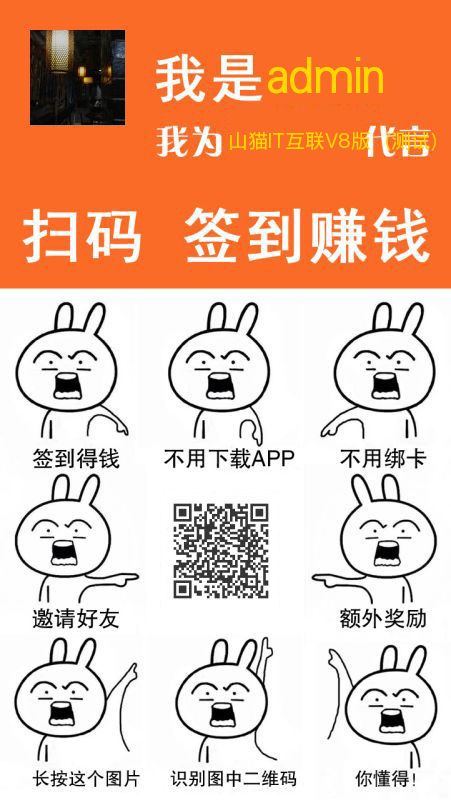 我是admin
我为 山猫IT互联V8版 (测试) 代言
扫码 签到赚钱
签到得钱 不用下载APP 不用绑卡
邀请好友 额外奖励
长按这个图片 识别图中二维码 你懂得!